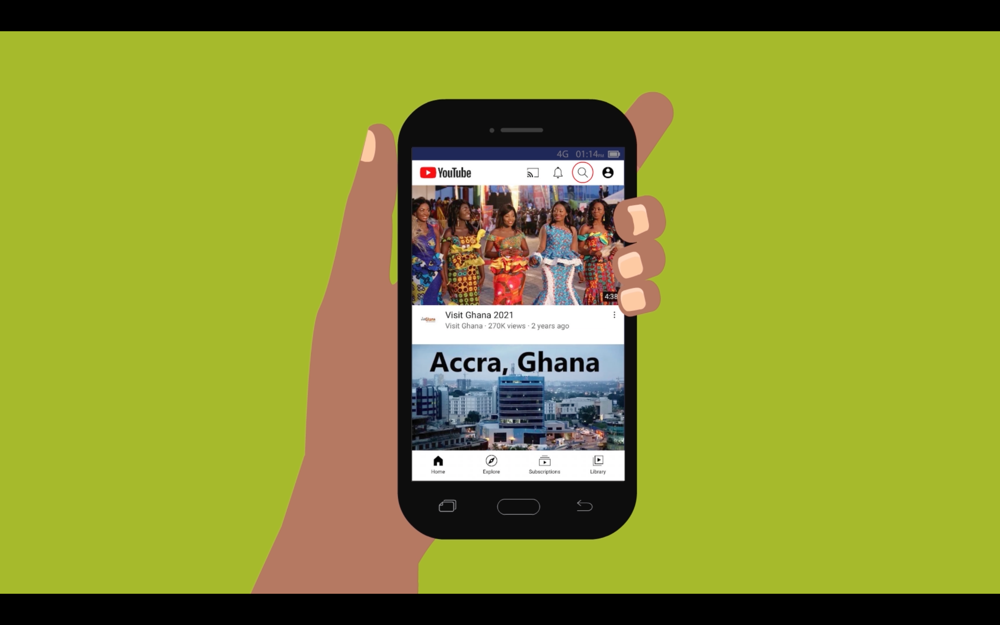 4G 01:14PM
YouTube
4:38
Visit Ghana 2021
Visit Ghana · 270K views · 2 years ago
Accra, Ghana
Home Explore Subscriptions Library